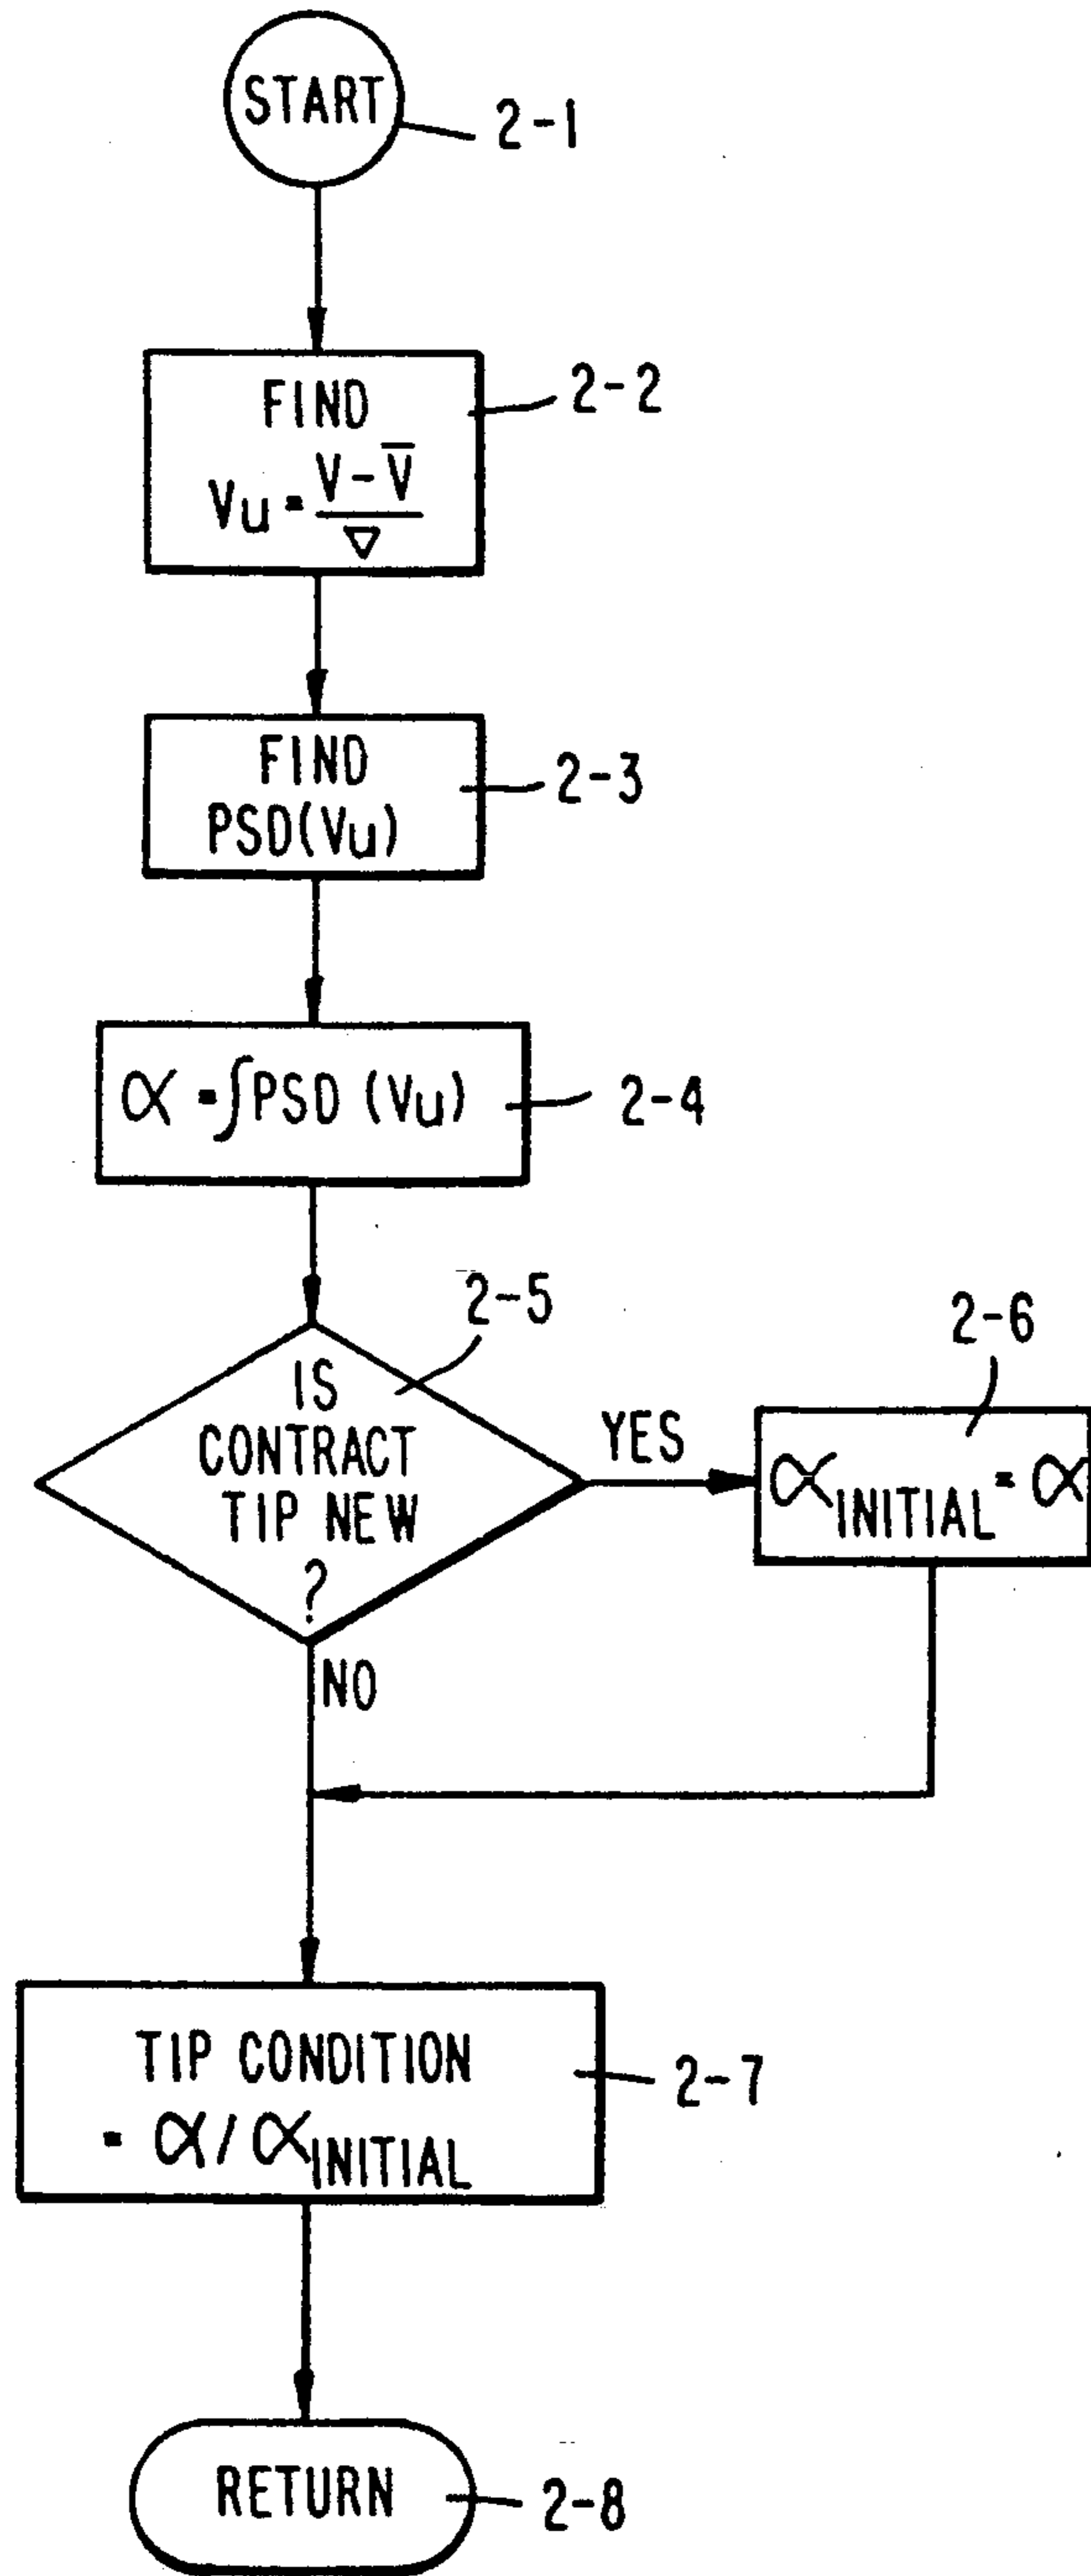 START
2-1
FIND
Vu = (V - V̅) / ▽
2-2
FIND
PSD(Vu)
2-3
α = ∫PSD (Vu)
2-4
2-5
IS
CONTRACT
TIP NEW
?
YES
2-6
α INITIAL = α
NO
TIP CONDITION
= α / α INITIAL
2-7
RETURN
2-8